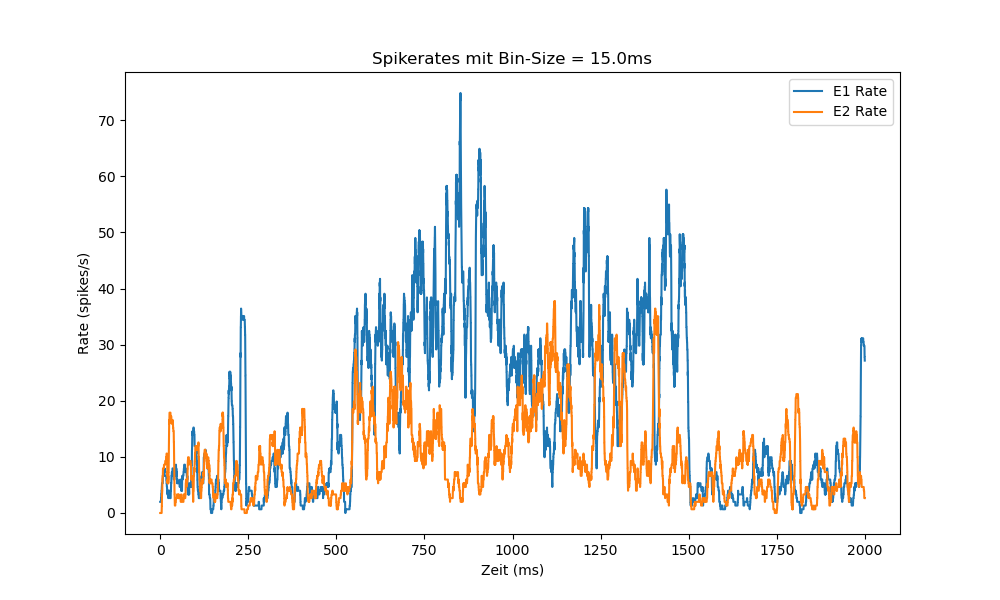 Spikerates mit Bin-Size = 15.0ms
E1 Rate
E2 Rate
70
60
50
40
30
20
10
0
Rate (spikes/s)
0 250 500 750 1000 1250 1500 1750 2000
Zeit (ms)